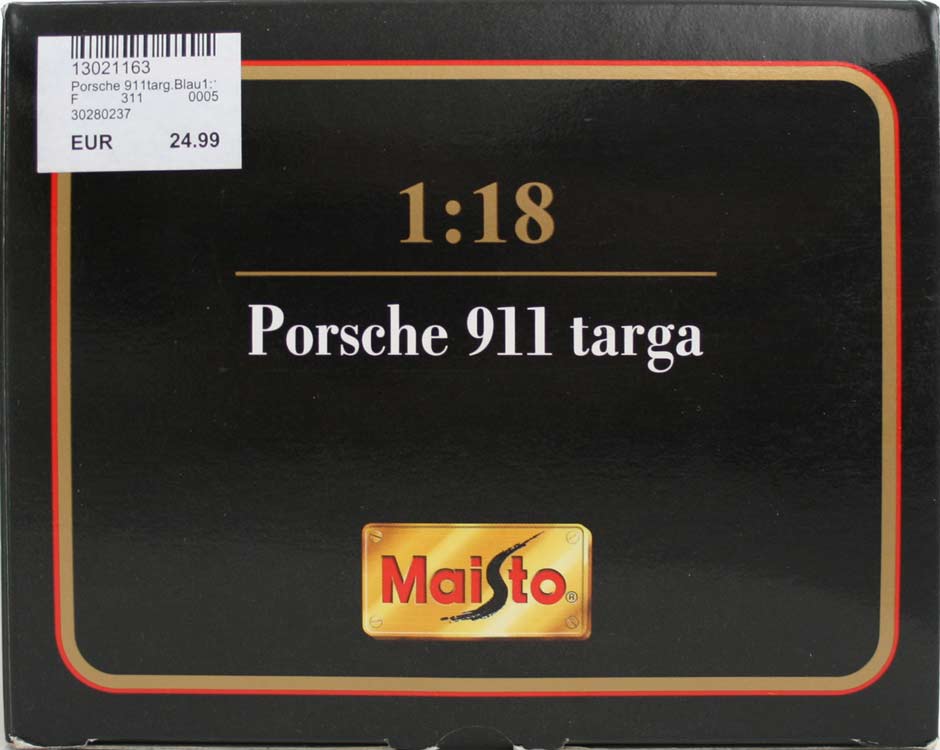 13021163
Porsche 911targ.Blau1:
F 311 0005
30280237
EUR 24.99
1:18
Porsche 911 targa
Maisto®